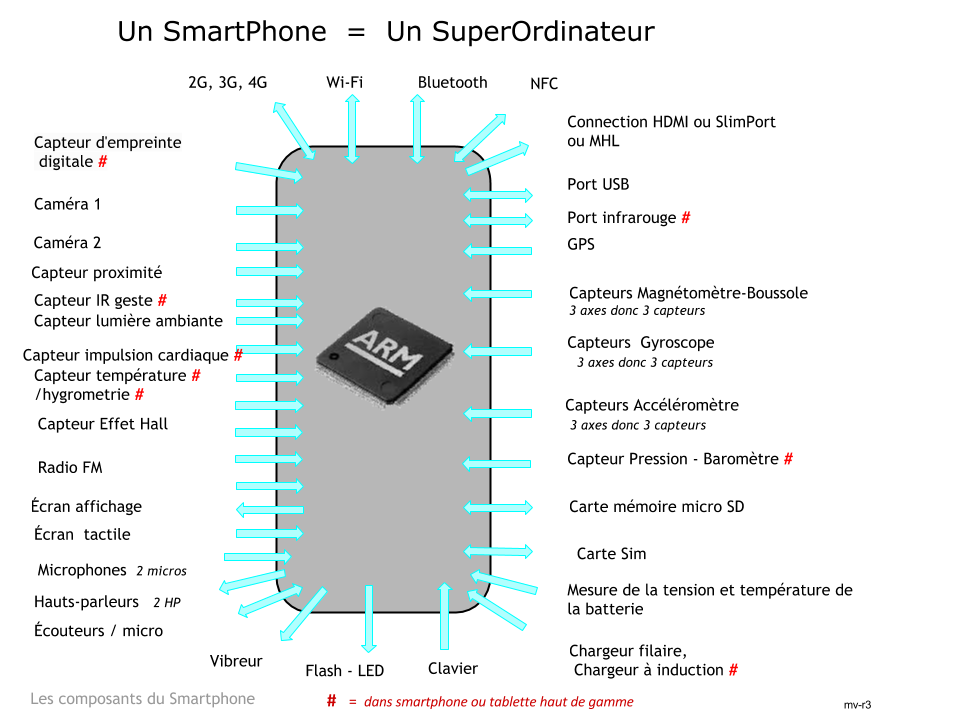 Un SmartPhone = Un SuperOrdinateur
2G, 3G, 4G
Wi-Fi
Bluetooth
NFC
Capteur d'empreinte
digitale #
Caméra 1
Caméra 2
Capteur proximité
Capteur IR geste #
Capteur lumière ambiante
Capteur impulsion cardiaque #
Capteur température #
/hygrometrie #
Capteur Effet Hall
Radio FM
Écran affichage
Écran tactile
Microphones 2 micros
Hauts-parleurs 2 HP
Écouteurs / micro
ARM
Connection HDMI ou SlimPort
ou MHL
Port USB
Port infrarouge #
GPS
Capteurs Magnétomètre-Boussole
3 axes donc 3 capteurs
Capteurs Gyroscope
3 axes donc 3 capteurs
Capteurs Accéléromètre
3 axes donc 3 capteurs
Capteur Pression - Baromètre #
Carte mémoire micro SD
Carte Sim
Mesure de la tension et température de
la batterie
Chargeur filaire,
Chargeur à induction #
Vibreur
Flash - LED
Clavier
Les composants du Smartphone
# = dans smartphone ou tablette haut de gamme
mv-r3